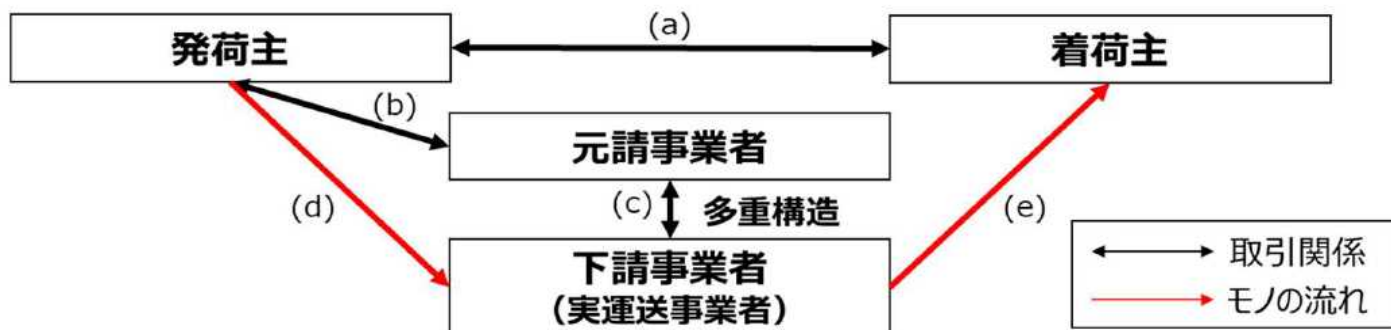 (a)
発荷主
着荷主
(b)
元請事業者
(c)
多重構造
(d)
(e)
下請事業者
(実運送事業者)
取引関係
モノの流れ